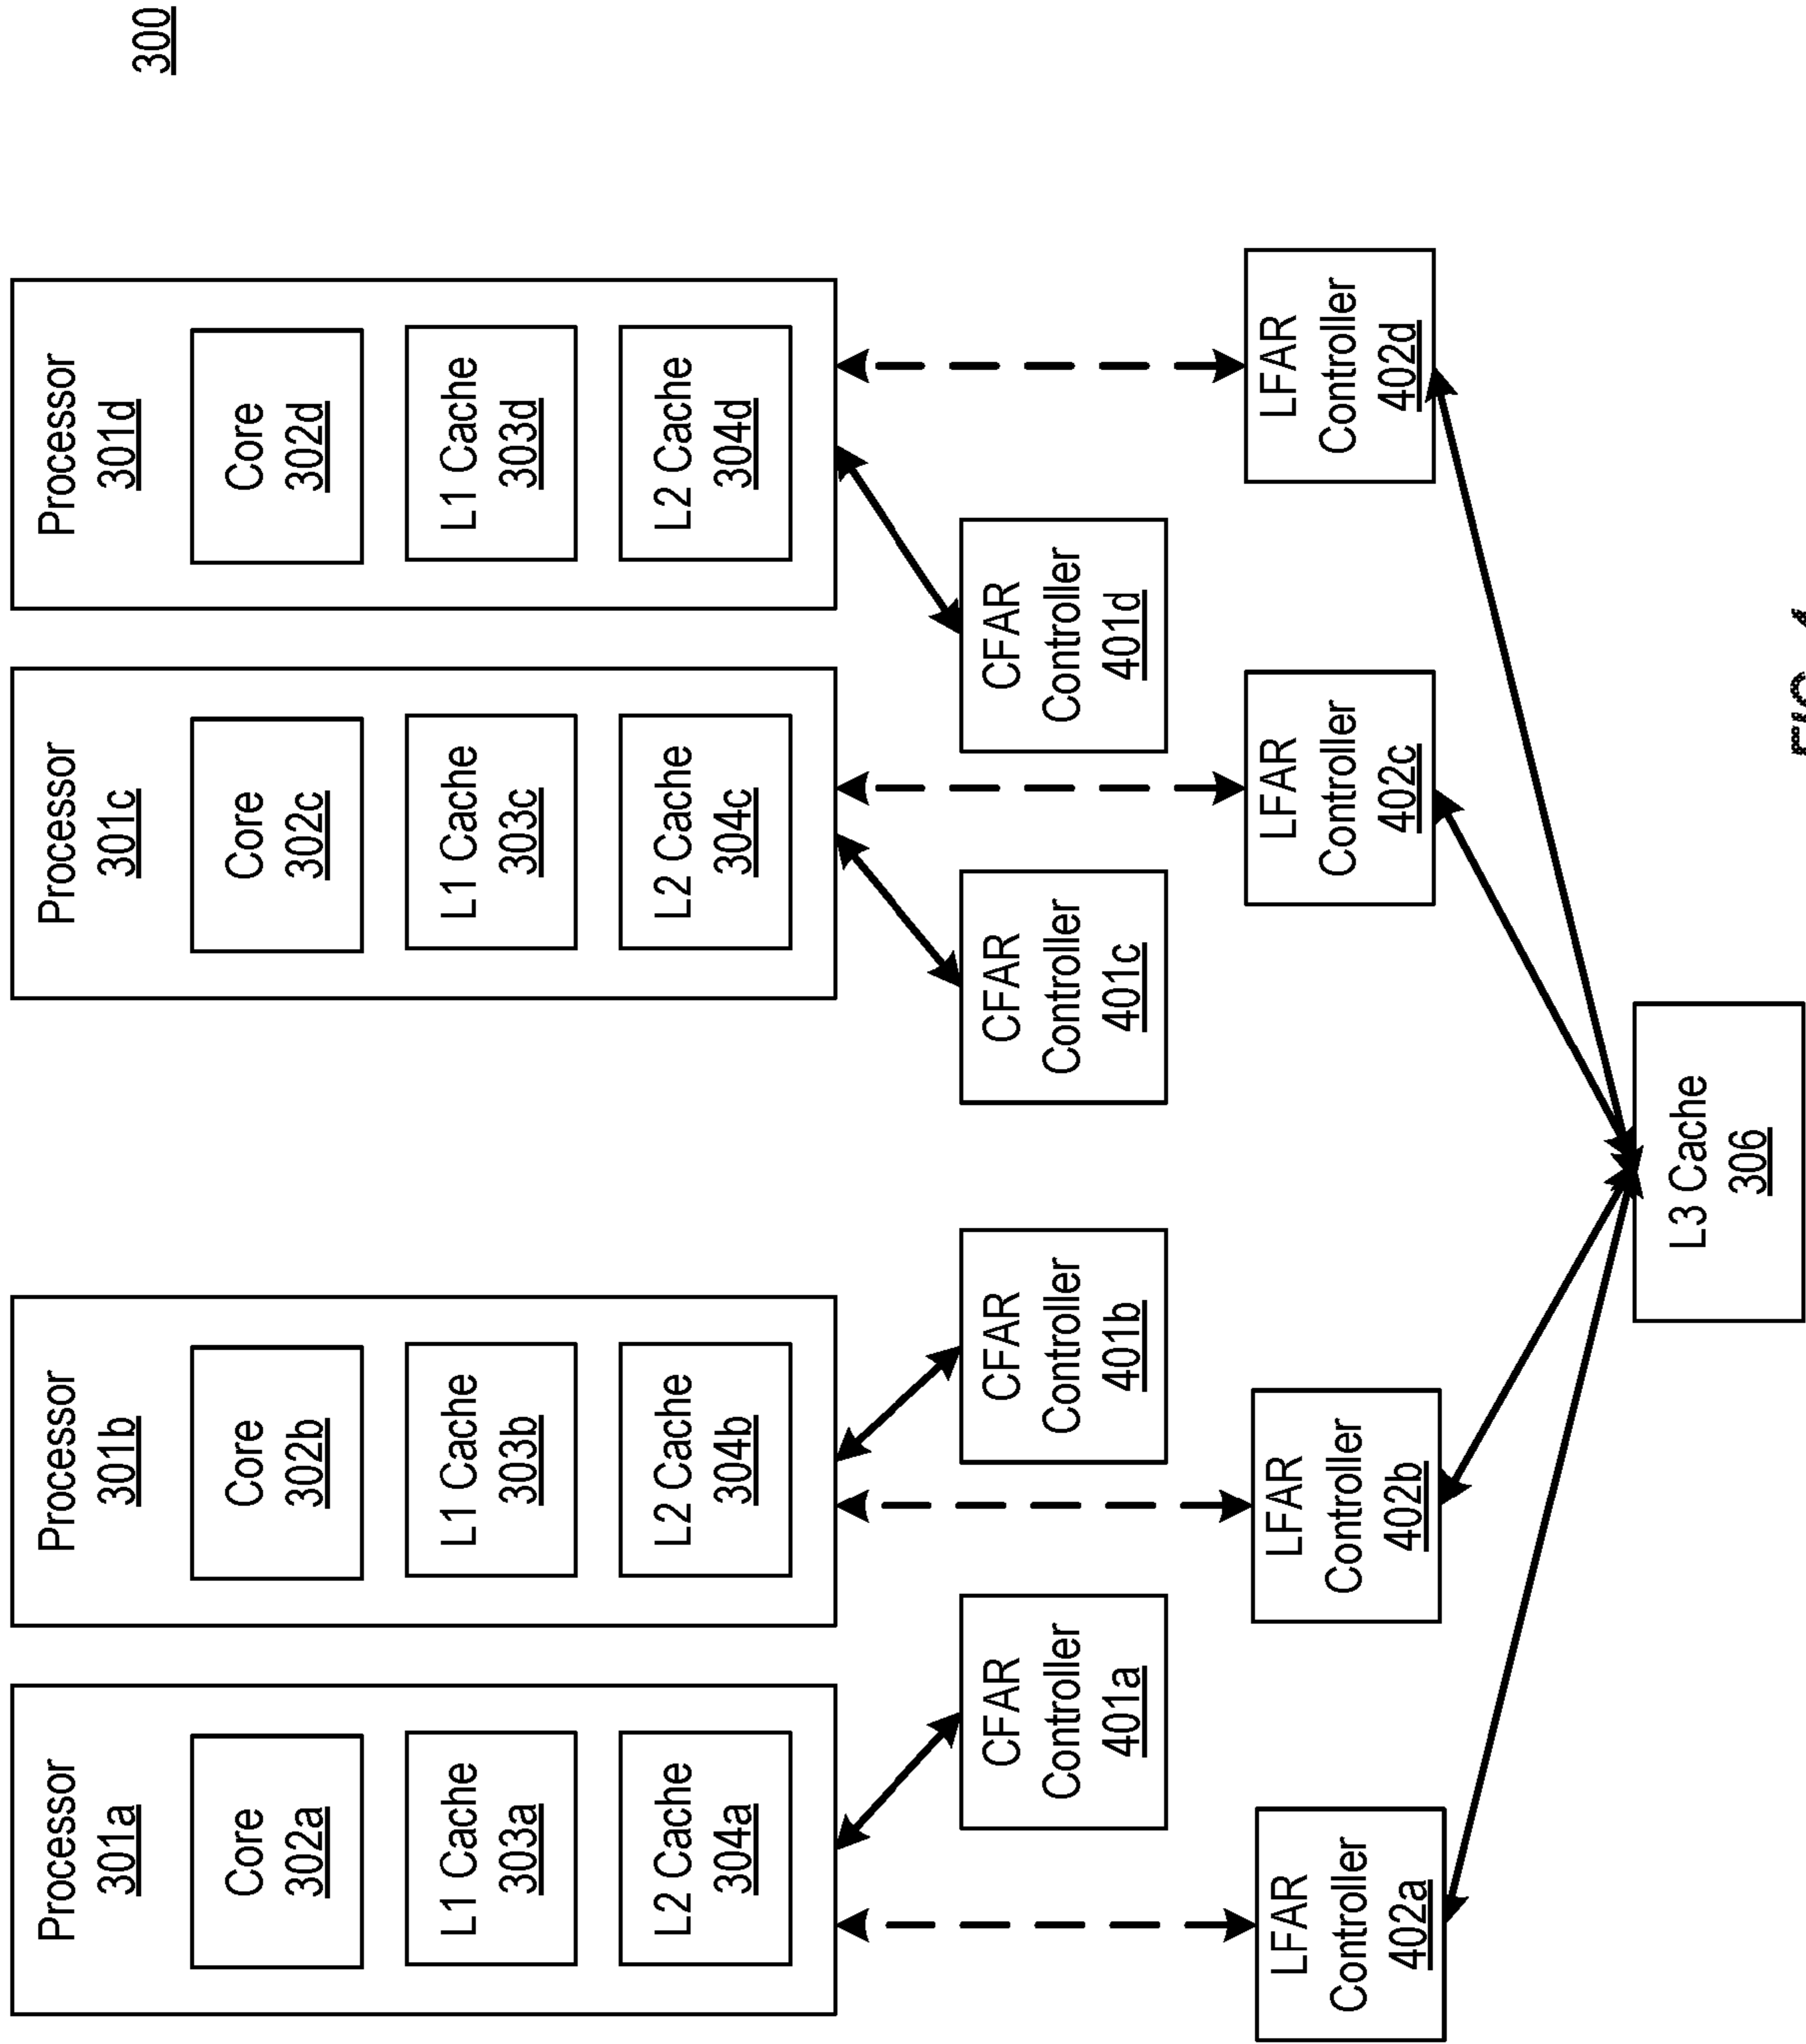 300
Processor
301a
Core
302a
L1 Cache
303a
L2 Cache
304a
Processor
301b
Core
302b
L1 Cache
303b
L2 Cache
304b
Processor
301c
Core
302c
L1 Cache
303c
L2 Cache
304c
Processor
301d
Core
302d
L1 Cache
303d
L2 Cache
304d
CFAR
Controller
401a
CFAR
Controller
401b
CFAR
Controller
401c
CFAR
Controller
401d
LFAR
Controller
402a
LFAR
Controller
402b
LFAR
Controller
402c
LFAR
Controller
402d
L3 Cache
306